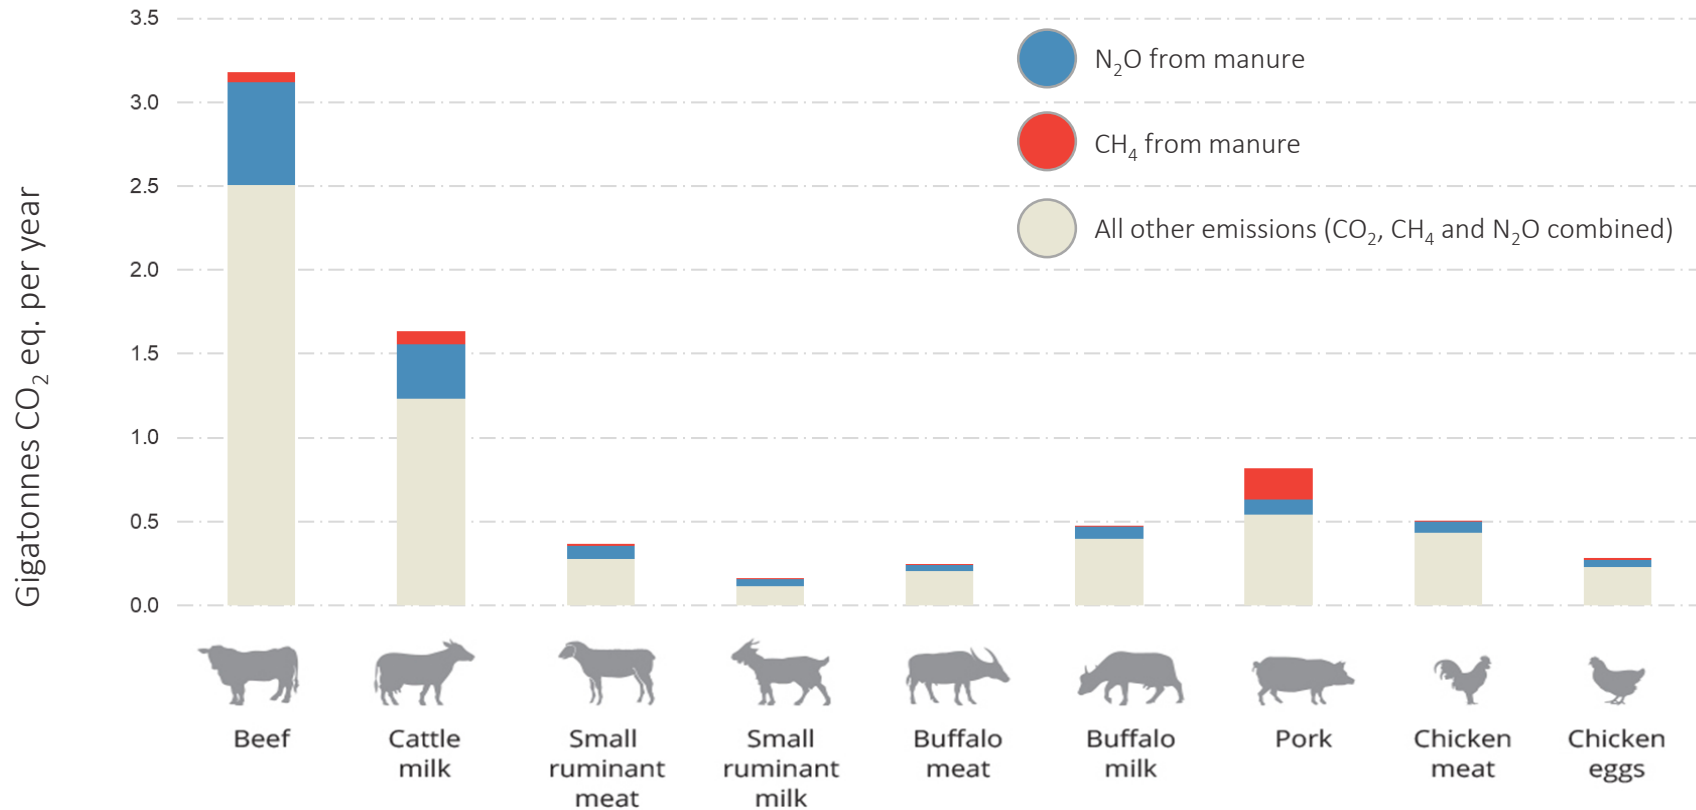 Gigatonnes CO₂ eq. per year
3.5
3.0
2.5
2.0
1.5
1.0
0.5
0.0
N₂O from manure
CH₄ from manure
All other emissions (CO₂, CH₄ and N₂O combined)
Beef
Cattle
milk
Small
ruminant
meat
Small
ruminant
milk
Buffalo
meat
Buffalo
milk
Pork
Chicken
meat
Chicken
eggs